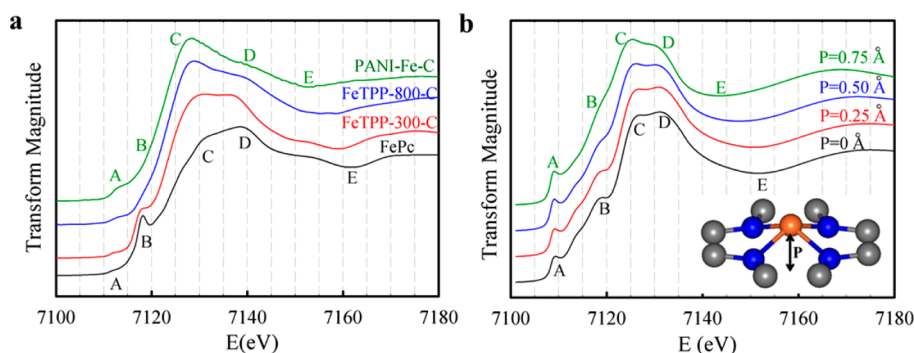 a
Transform Magnitude
C
D
B
E
A
PANI-Fe-C
FeTPP-800-C
FeTPP-300-C
FePc
C
D
E
B
A
7100 7120 7140 7160 7180
E(eV)
b
Transform Magnitude
C
D
B
E
A
P=0.75 Å
P=0.50 Å
P=0.25 Å
P=0 Å
C
D
B
E
A
P
7100 7120 7140 7160 7180
E(eV)